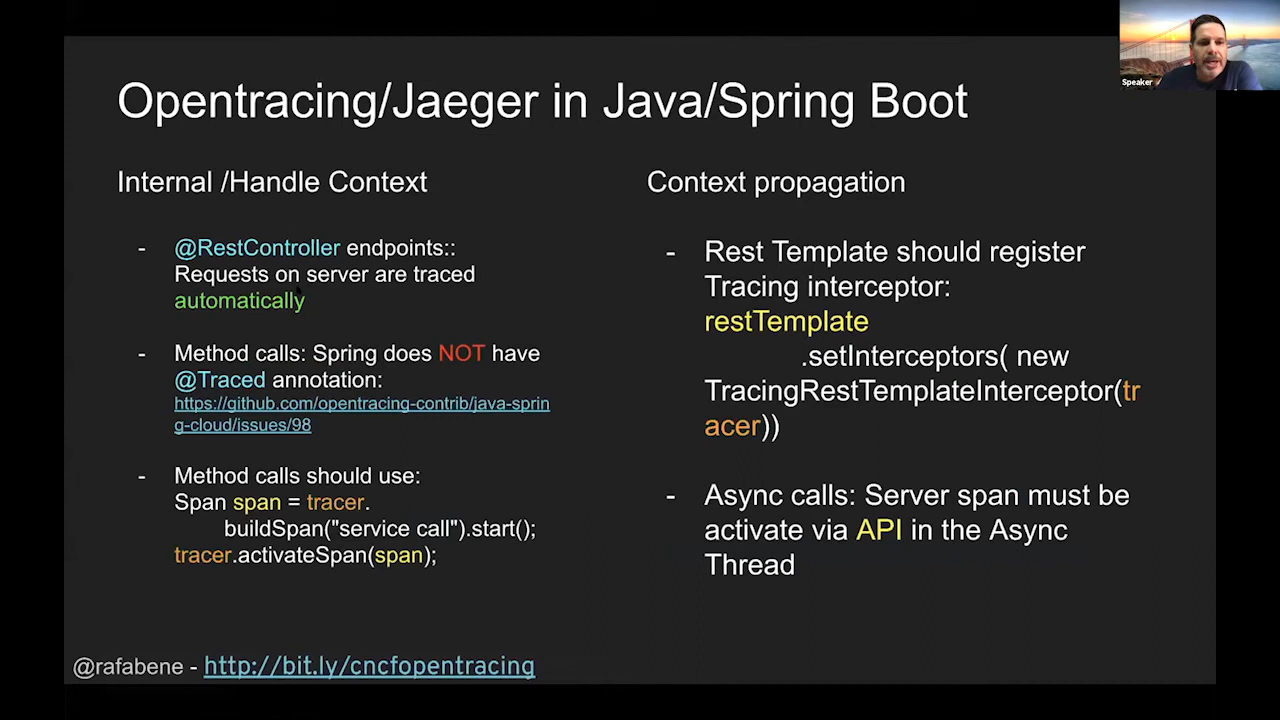 Speaker
Opentracing/Jaeger in Java/Spring Boot
Internal /Handle Context
- @RestController endpoints::
Requests on server are traced
automatically
- Method calls: Spring does NOT have
@Traced annotation:
https://github.com/opentracing-contrib/java-sprin
g-cloud/issues/98
- Method calls should use:
Span span = tracer.
buildSpan("service call").start();
tracer.activateSpan(span);
Context propagation
- Rest Template should register
Tracing interceptor:
restTemplate
.setInterceptors( new
TracingRestTemplateInterceptor(tr
acer))
- Async calls: Server span must be
activate via API in the Async
Thread
@rafabene - http://bit.ly/cncfopentracing